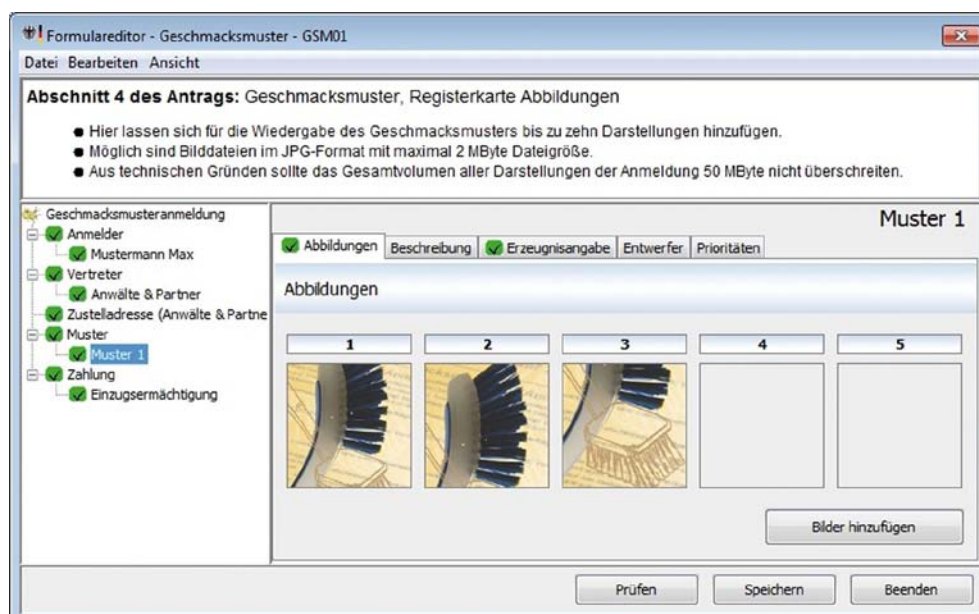 Formulareditor - Geschmacksmuster - GSM01
Datei Bearbeiten Ansicht
Abschnitt 4 des Antrags: Geschmacksmuster, Registerkarte Abbildungen
● Hier lassen sich für die Wiedergabe des Geschmacksmusters bis zu zehn Darstellungen hinzufügen.
● Möglich sind Bilddateien im JPG-Format mit maximal 2 MByte Dateigröße.
● Aus technischen Gründen sollte das Gesamtvolumen aller Darstellungen der Anmeldung 50 MByte nicht überschreiten.
Geschmacksmusteranmeldung
Anmelder
Mustermann Max
Vertreter
Anwälte & Partner
Zustelladresse (Anwälte & Partne
Muster
Muster 1
Zahlung
Einzugsermächtigung
Muster 1
Abbildungen Beschreibung Erzeugnisangabe Entwerfer Prioritäten
Abbildungen
1 2 3 4 5
Bilder hinzufügen
Prüfen Speichern Beenden